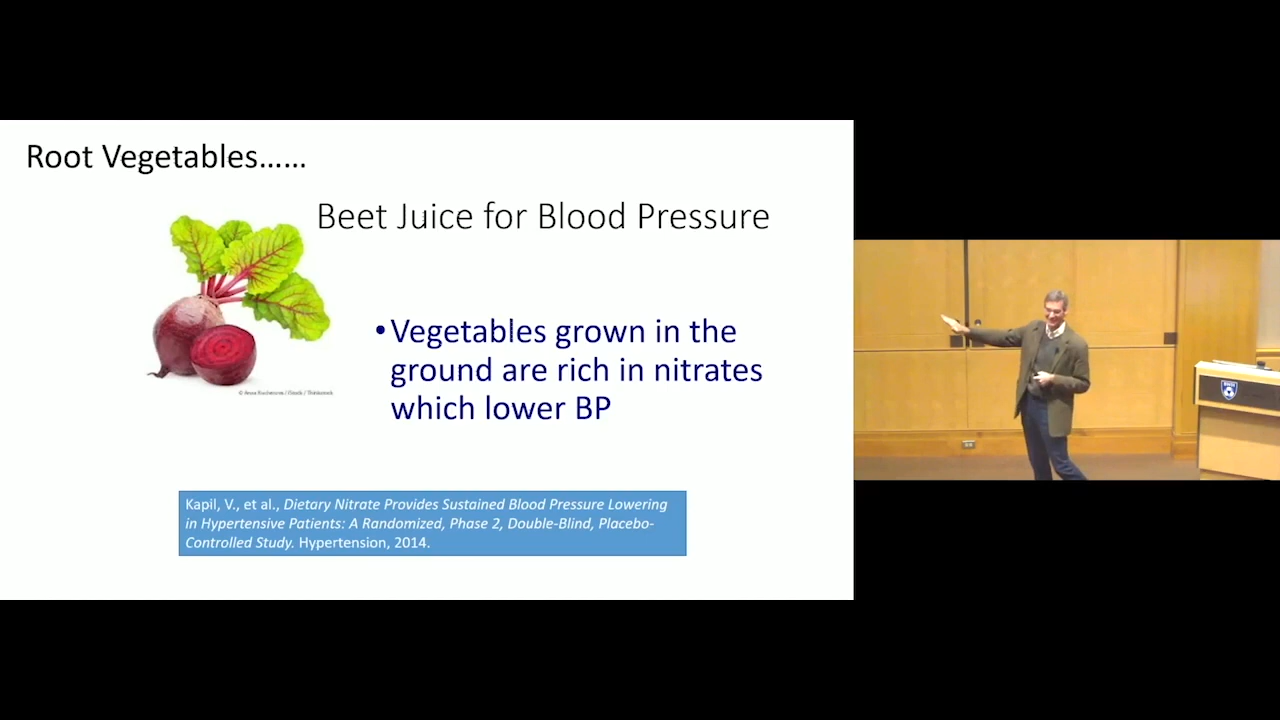 Root Vegetables......
Beet Juice for Blood Pressure
•Vegetables grown in the
ground are rich in nitrates
which lower BP
Kapil, V., et al., Dietary Nitrate Provides Sustained Blood Pressure Lowering
in Hypertensive Patients: A Randomized, Phase 2, Double-Blind, Placebo-
Controlled Study. Hypertension, 2014.